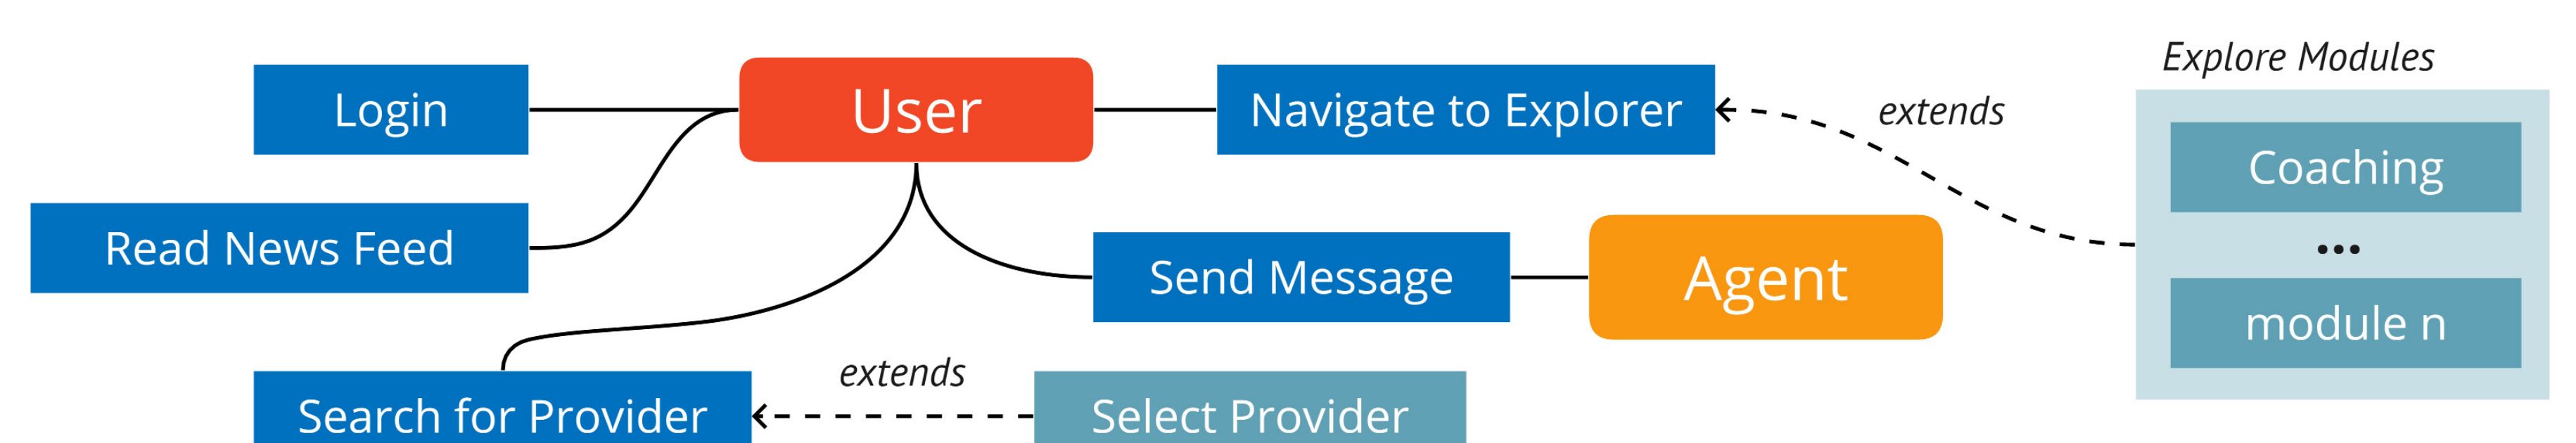 Explore Modules
Login
User
Navigate to Explorer
extends
Coaching
Read News Feed
...
Send Message
Agent
module n
extends
Search for Provider
Select Provider